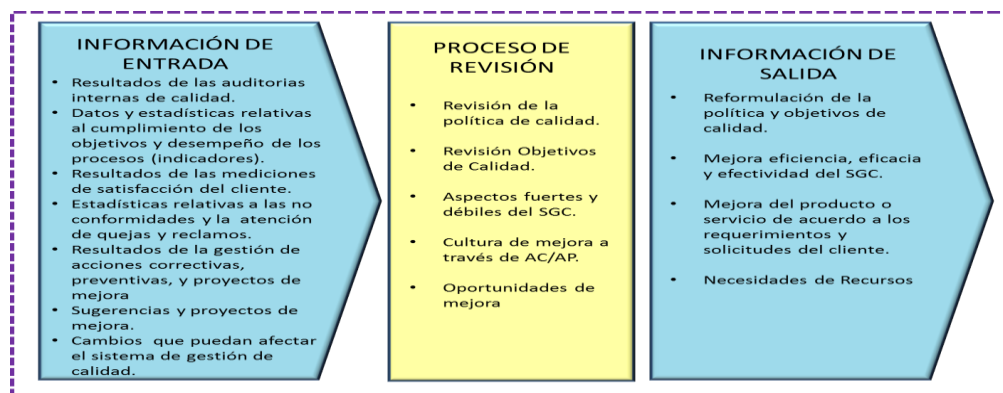 INFORMACIÓN DE
ENTRADA
• Resultados de las auditorias
internas de calidad.
• Datos y estadísticas relativas
al cumplimiento de los
objetivos y desempeño de los
procesos (indicadores).
• Resultados de las mediciones
de satisfacción del cliente.
• Estadísticas relativas a las no
conformidades y la atención
de quejas y reclamos.
• Resultados de la gestión de
acciones correctivas,
preventivas, y proyectos de
mejora
• Sugerencias y proyectos de
mejora.
• Cambios que puedan afectar
el sistema de gestión de
calidad.
PROCESO DE
REVISIÓN
• Revisión de la
política de calidad.
• Revisión Objetivos
de Calidad.
• Aspectos fuertes y
débiles del SGC.
• Cultura de mejora a
través de AC/AP.
• Oportunidades de
mejora
INFORMACIÓN DE
SALIDA
• Reformulación de la
política y objetivos de
calidad.
• Mejora eficiencia, eficacia
y efectividad del SGC.
• Mejora del producto o
servicio de acuerdo a los
requerimientos y
solicitudes del cliente.
• Necesidades de Recursos